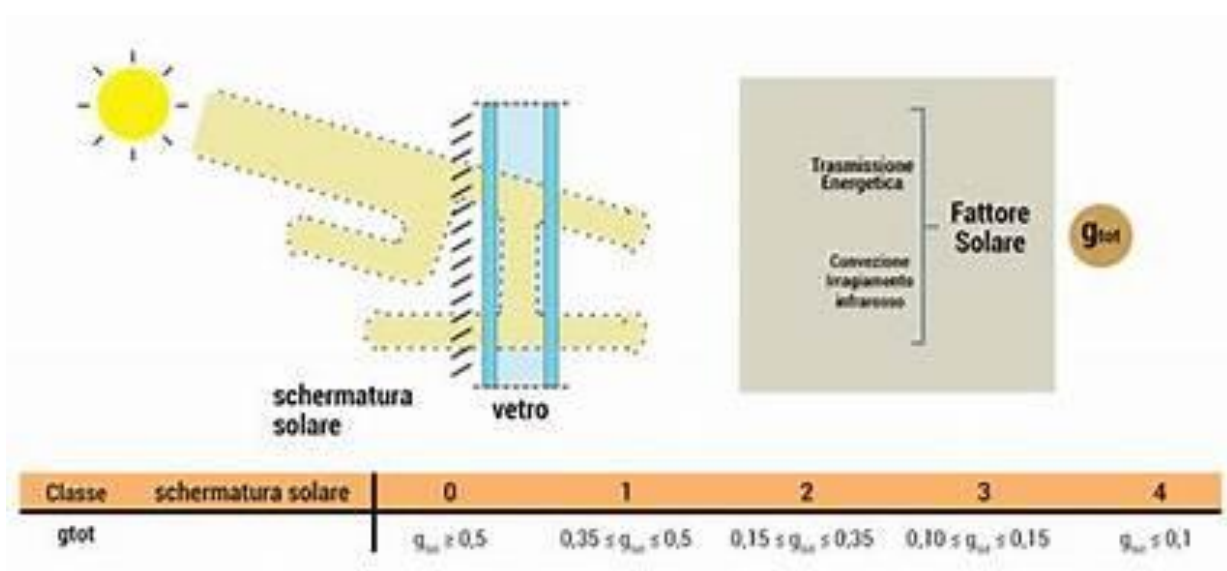 Trasmissione
Energetica
Fattore
Solare
gtot
Convezione
Irragiamento
infrarosso
schermatura
solare
vetro
Classe schermatura solare 0 1 2 3 4
gtot gtot ≥ 0,5 0,35 ≤ gtot ≤ 0,5 0,15 ≤ gtot ≤ 0,35 0,10 ≤ gtot ≤ 0,15 gtot ≤ 0,1